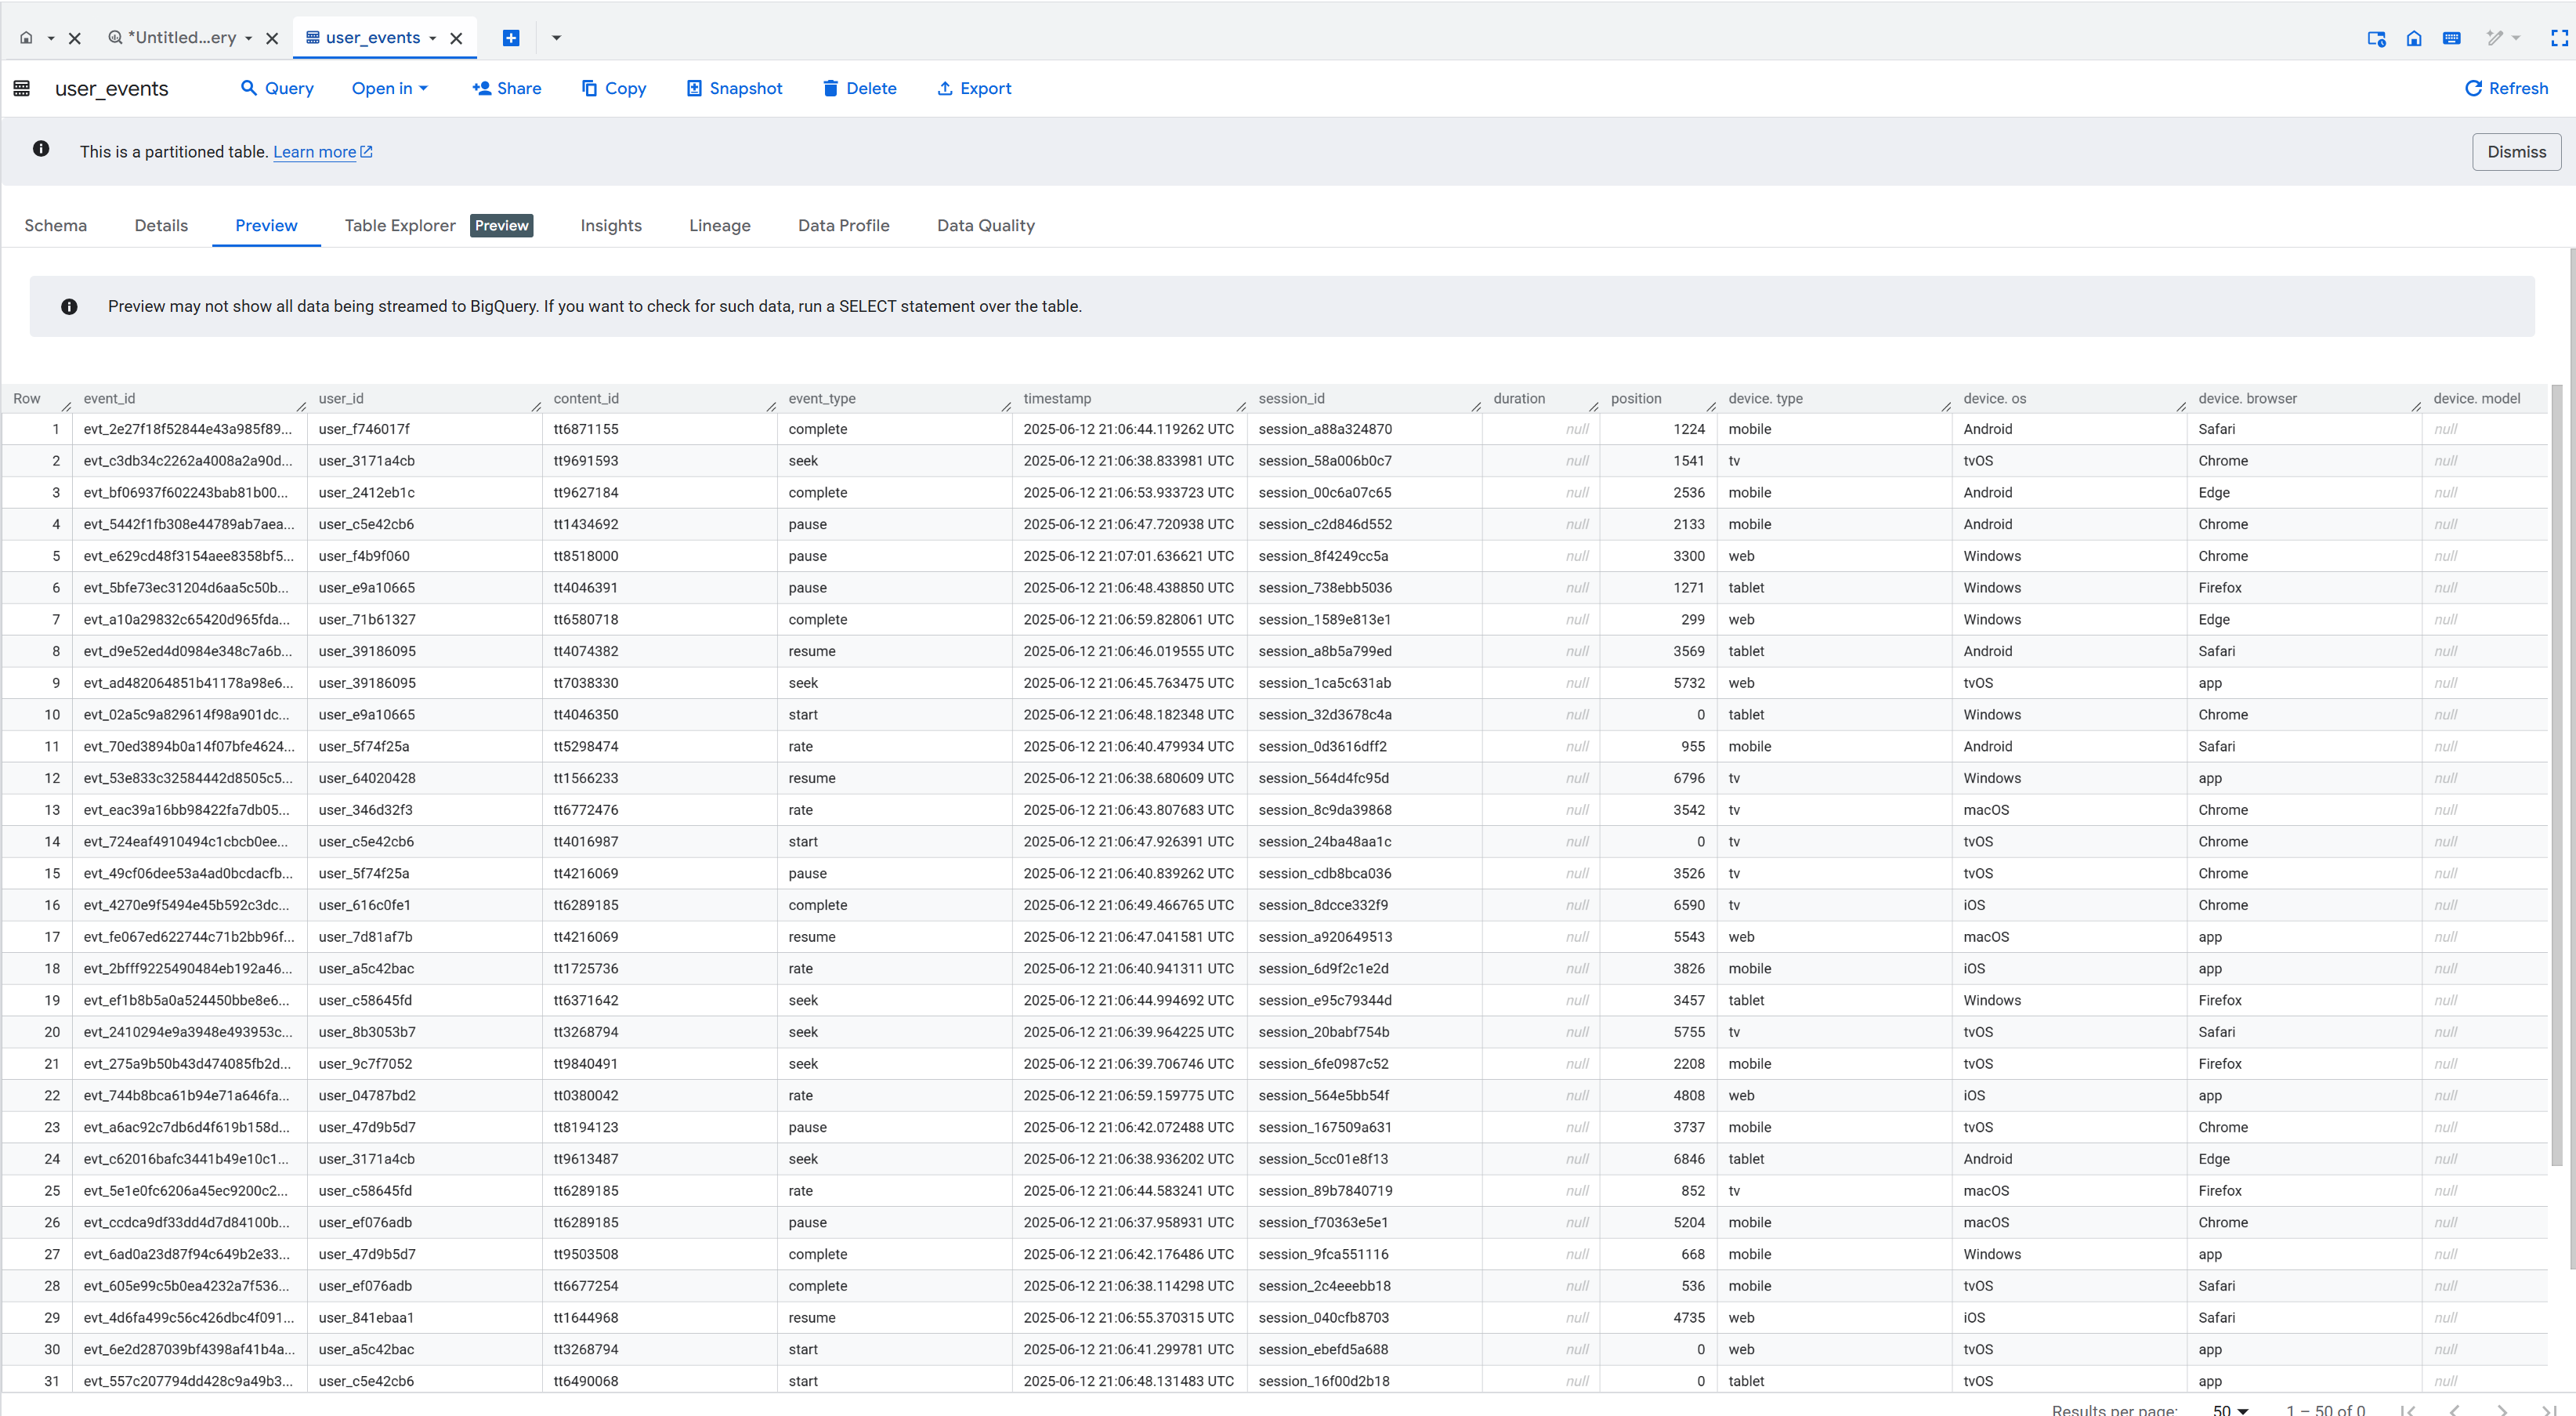 *Untitled...ery user_events
user_events Query Open in Share Copy Snapshot Delete Export Refresh
This is a partitioned table. Learn more Dismiss
Schema Details Preview Table Explorer Preview Insights Lineage Data Profile Data Quality
Preview may not show all data being streamed to BigQuery. If you want to check for such data, run a SELECT statement over the table.
Row event_id user_id content_id event_type timestamp session_id duration position device. type device. os device. browser device. model
1 evt_2e27f18f52844e43a985f89... user_f746017f tt6871155 complete 2025-06-12 21:06:44.119262 UTC session_a88a324870 null 1224 mobile Android Safari null
2 evt_c3db34c2262a4008a2a90d... user_3171a4cb tt9691593 seek 2025-06-12 21:06:38.833981 UTC session_58a006b0c7 null 1541 tv tvOS Chrome null
3 evt_bf06937f602243bab81b00... user_2412eb1c tt9627184 complete 2025-06-12 21:06:53.933723 UTC session_00c6a07c65 null 2536 mobile Android Edge null
4 evt_5442f1fb308e44789ab7aea... user_c5e42cb6 tt1434692 pause 2025-06-12 21:06:47.720938 UTC session_c2d846d552 null 2133 mobile Android Chrome null
5 evt_e629cd48f3154aee8358bf5... user_f4b9f060 tt8518000 pause 2025-06-12 21:07:01.636621 UTC session_8f4249cc5a null 3300 web Windows Chrome null
6 evt_5bfe73ec31204d6aa5c50b... user_e9a10665 tt4046391 pause 2025-06-12 21:06:48.438850 UTC session_738ebb5036 null 1271 tablet Windows Firefox null
7 evt_a10a29832c65420d965fda... user_71b61327 tt6580718 complete 2025-06-12 21:06:59.828061 UTC session_1589e813e1 null 299 web Windows Edge null
8 evt_d9e52ed4d0984e348c7a6b... user_39186095 tt4074382 resume 2025-06-12 21:06:46.019555 UTC session_a8b5a799ed null 3569 tablet Android Safari null
9 evt_ad482064851b41178a98e6... user_39186095 tt7038330 seek 2025-06-12 21:06:45.763475 UTC session_1ca5c631ab null 5732 web tvOS app null
10 evt_02a5c9a829614f98a901dc... user_e9a10665 tt4046350 start 2025-06-12 21:06:48.182348 UTC session_32d3678c4a null 0 tablet Windows Chrome null
11 evt_70ed3894b0a14f07bfe4624... user_5f74f25a tt5298474 rate 2025-06-12 21:06:40.479934 UTC session_0d3616dff2 null 955 mobile Android Safari null
12 evt_53e833c32584442d8505c5... user_64020428 tt1566233 resume 2025-06-12 21:06:38.680609 UTC session_564d4fc95d null 6796 tv Windows app null
13 evt_eac39a16bb98422fa7db05... user_346d32f3 tt6772476 rate 2025-06-12 21:06:43.807683 UTC session_8c9da39868 null 3542 tv macOS Chrome null
14 evt_724eaf4910494c1cbcb0ee... user_c5e42cb6 tt4016987 start 2025-06-12 21:06:47.926391 UTC session_24ba48aa1c null 0 tv tvOS Chrome null
15 evt_49cf06dee53a4ad0bcdacfb... user_5f74f25a tt4216069 pause 2025-06-12 21:06:40.839262 UTC session_cdb8bca036 null 3526 tv tvOS Chrome null
16 evt_4270e9f5494e45b592c3dc... user_616c0fe1 tt6289185 complete 2025-06-12 21:06:49.466765 UTC session_8dcce332f9 null 6590 tv iOS Chrome null
17 evt_fe067ed622744c71b2bb96f... user_7d81af7b tt4216069 resume 2025-06-12 21:06:47.041581 UTC session_a920649513 null 5543 web macOS app null
18 evt_2bfff9225490484eb192a46... user_a5c42bac tt1725736 rate 2025-06-12 21:06:40.941311 UTC session_6d9f2c1e2d null 3826 mobile iOS app null
19 evt_ef1b8b5a0a524450bbe8e6... user_c58645fd tt6371642 seek 2025-06-12 21:06:44.994692 UTC session_e95c79344d null 3457 tablet Windows Firefox null
20 evt_2410294e9a3948e493953c... user_8b3053b7 tt3268794 seek 2025-06-12 21:06:39.964225 UTC session_20babf754b null 5755 tv tvOS Safari null
21 evt_275a9b50b43d474085fb2d... user_9c7f7052 tt9840491 seek 2025-06-12 21:06:39.706746 UTC session_6fe0987c52 null 2208 mobile tvOS Firefox null
22 evt_744b8bca61b94e71a646fa... user_04787bd2 tt0380042 rate 2025-06-12 21:06:59.159775 UTC session_564e5bb54f null 4808 web iOS app null
23 evt_a6ac92c7db6d4f619b158d... user_47d9b5d7 tt8194123 pause 2025-06-12 21:06:42.072488 UTC session_167509a631 null 3737 mobile tvOS Chrome null
24 evt_c62016bafc3441b49e10c1... user_3171a4cb tt9613487 seek 2025-06-12 21:06:38.936202 UTC session_5cc01e8f13 null 6846 tablet Android Edge null
25 evt_5e1e0fc6206a45ec9200c2... user_c58645fd tt6289185 rate 2025-06-12 21:06:44.583241 UTC session_89b7840719 null 852 tv macOS Firefox null
26 evt_ccdca9df33dd4d7d84100b... user_ef076adb tt6289185 pause 2025-06-12 21:06:37.958931 UTC session_f70363e5e1 null 5204 mobile macOS Chrome null
27 evt_6ad0a23d87f94c649b2e33... user_47d9b5d7 tt9503508 complete 2025-06-12 21:06:42.176486 UTC session_9fca551116 null 668 mobile Windows app null
28 evt_605e99c5b0ea4232a7f536... user_ef076adb tt6677254 complete 2025-06-12 21:06:38.114298 UTC session_2c4eeebb18 null 536 mobile tvOS Safari null
29 evt_4d6fa499c56c426dbc4f091... user_841ebaa1 tt1644968 resume 2025-06-12 21:06:55.370315 UTC session_040cfb8703 null 4735 web iOS Safari null
30 evt_6e2d287039bf4398af41b4a... user_a5c42bac tt3268794 start 2025-06-12 21:06:41.299781 UTC session_ebefd5a688 null 0 web tvOS app null
31 evt_557c207794dd428c9a49b3... user_c5e42cb6 tt6490068 start 2025-06-12 21:06:48.131483 UTC session_16f00d2b18 null 0 tablet tvOS app null
Results per page: 50 1 – 50 of 0